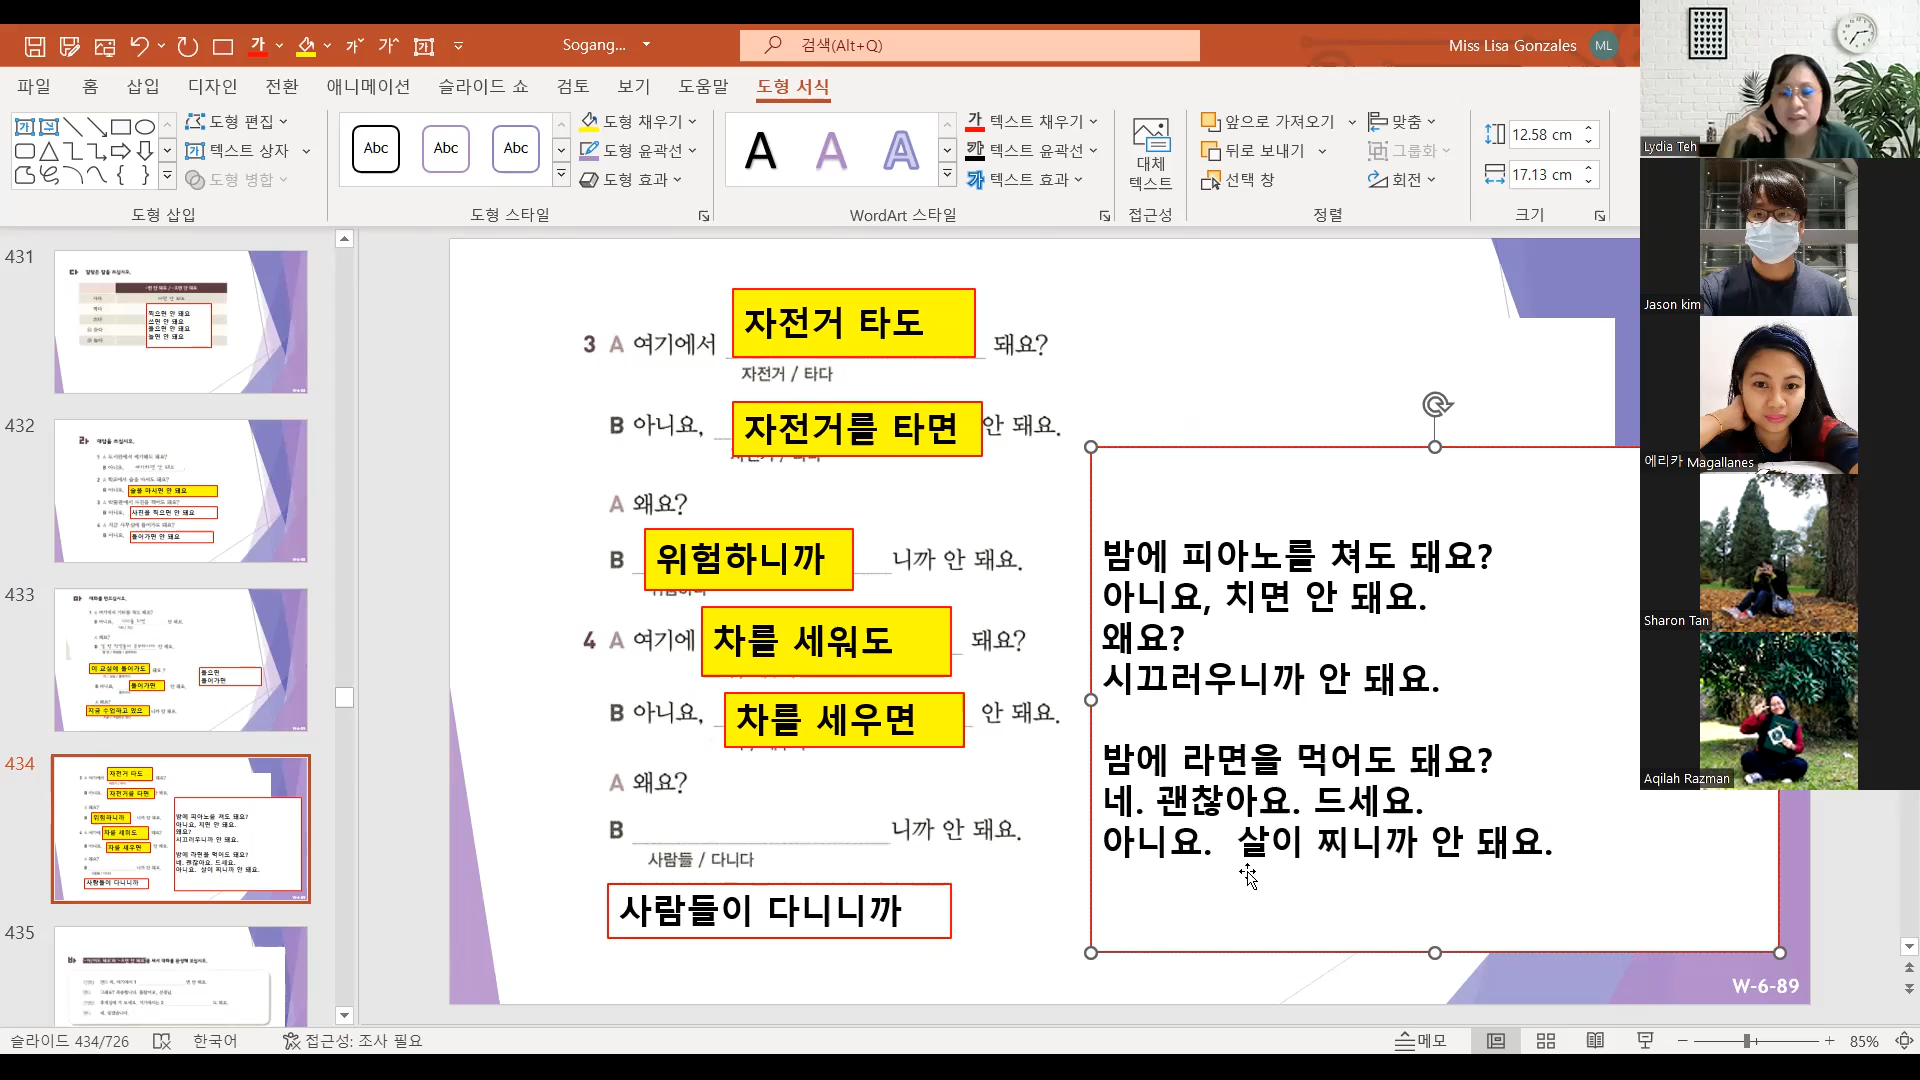 Sogang...
검색(Alt+Q)
Miss Lisa Gonzales
ML
파일
홈
삽입
디자인
전환
애니메이션
슬라이드 쇼
검토
보기
도움말
도형 서식
도형 편집
텍스트 상자
도형 병합
도형 삽입
Abc
Abc
Abc
도형 채우기
도형 윤곽선
도형 효과
도형 스타일
A
A
A
텍스트 채우기
텍스트 윤곽선
텍스트 효과
WordArt 스타일
대체
텍스트
접근성
앞으로 가져오기
뒤로 보내기
선택 창
맞춤
그룹화
회전
정렬
12.58 cm
17.13 cm
크기
431
432
433
434
435
3 A 여기에서 자전거 타도 돼요?
자전거 / 타다
B 아니요, 자전거를 타면 안 돼요.
A 왜요?
B 위험하니까 니까 안 돼요.
4 A 여기에 차를 세워도 돼요?
B 아니요, 차를 세우면 안 돼요.
A 왜요?
B 니까 안 돼요.
사람들 / 다니다
사람들이 다니니까
밤에 피아노를 쳐도 돼요?
아니요, 치면 안 돼요.
왜요?
시끄러우니까 안 돼요.
밤에 라면을 먹어도 돼요?
네. 괜찮아요. 드세요.
아니요. 살이 찌니까 안 돼요.
W-6-89
Lydia Teh
Jason kim
에리카 Magallanes
Sharon Tan
Aqilah Razman
슬라이드 434/726
한국어
접근성: 조사 필요
메모
85%